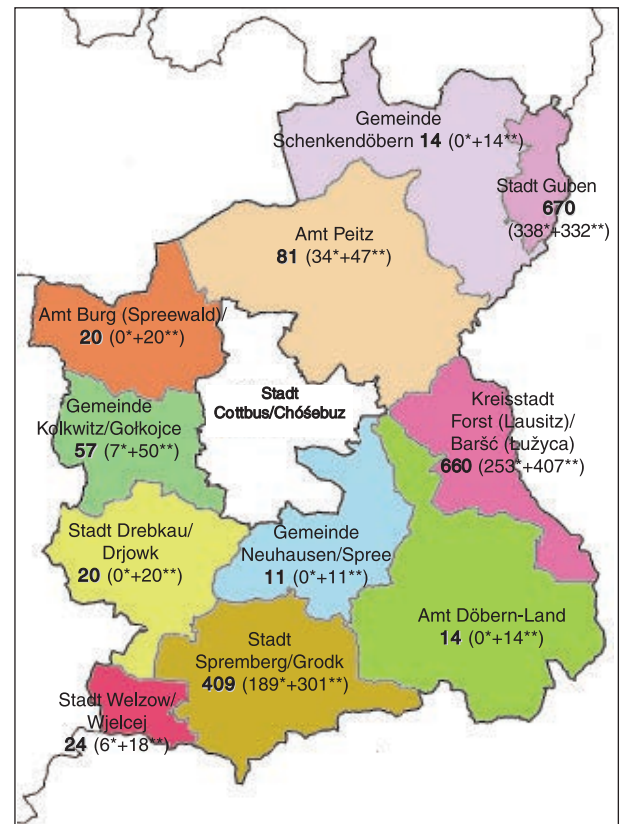 Gemeinde
Schenkendöbern 14 (0*+14**)
Stadt Guben
670
(338*+332**)
Amt Peitz
81 (34*+47**)
Amt Burg (Spreewald)/
20 (0*+20**)
Stadt
Cottbus/Chóśebuz
Gemeinde
Kolkwitz/Gołkojce
57 (7*+50**)
Kreisstadt
Forst (Lausitz)/
Baršć (Łužyca)
660 (253*+407**)
Stadt Drebkau/
Drjowk
20 (0*+20**)
Gemeinde
Neuhausen/Spree
11 (0*+11**)
Amt Döbern-Land
14 (0*+14**)
Stadt
Spremberg/Grodk
409 (189*+301**)
Stadt Welzow/
Wjelcej
24 (6*+18**)